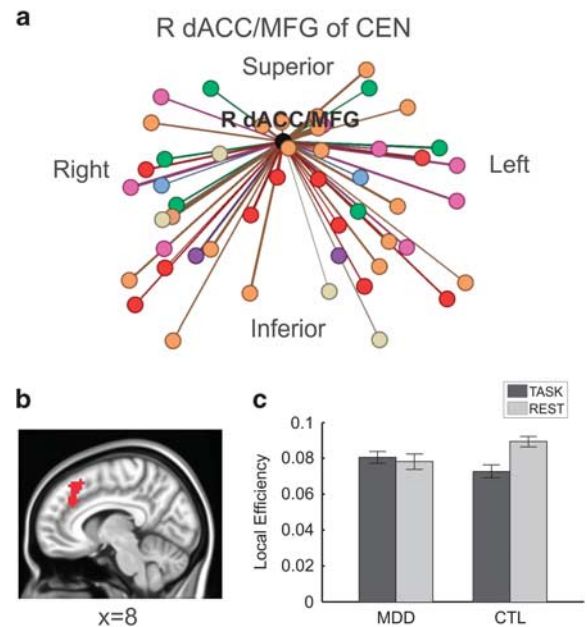 a
R dACC/MFG of CEN
Superior
R dACC/MFG
Right
Left
Inferior
b
x=8
c
TASK
REST
Local Efficiency
0.1
0.08
0.06
0.04
0.02
0
MDD
CTL